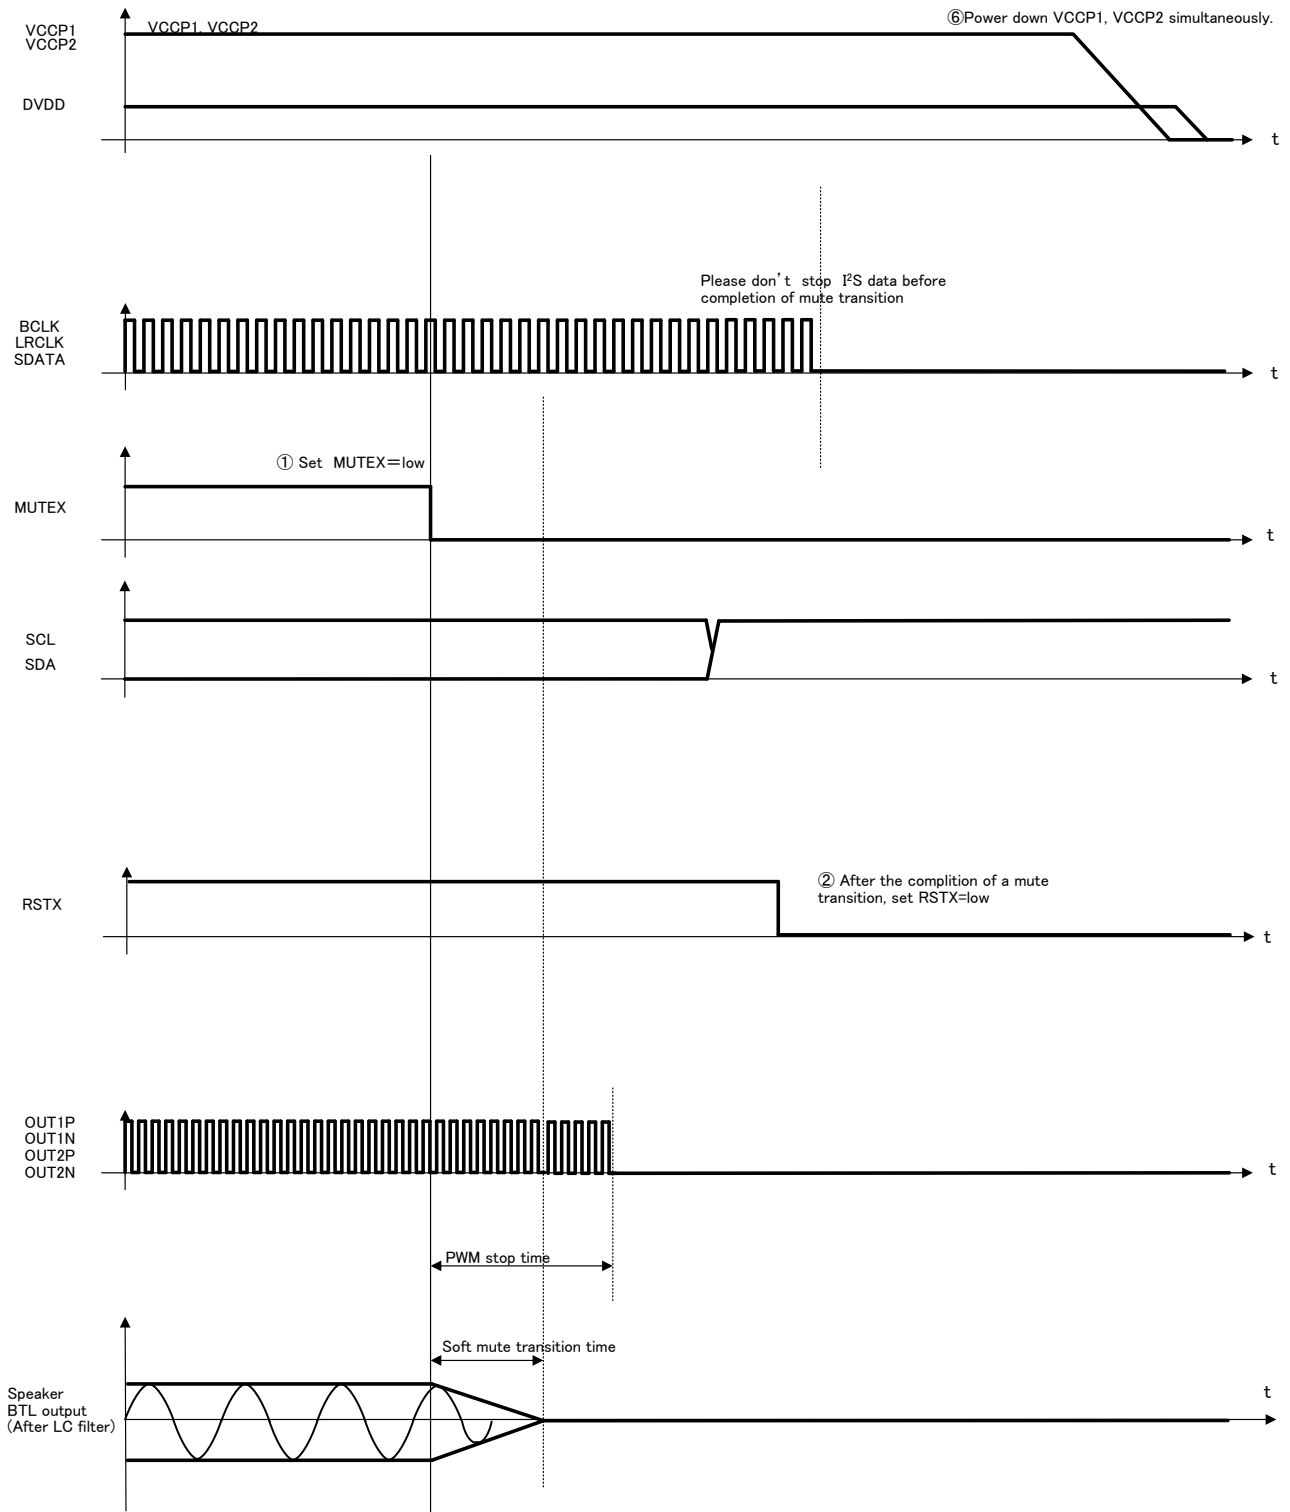 ⑥Power down VCCP1, VCCP2 simultaneously.
VCCP1
VCCP2
VCCP1, VCCP2
DVDD
t
Please don't stop I²S data before
completion of mute transition
BCLK
LRCLK
SDATA
t
① Set MUTEX=low
MUTEX
t
SCL
SDA
t
② After the complition of a mute
transition, set RSTX=low
RSTX
t
OUT1P
OUT1N
OUT2P
OUT2N
t
PWM stop time
Soft mute transition time
Speaker
BTL output
(After LC filter)
t